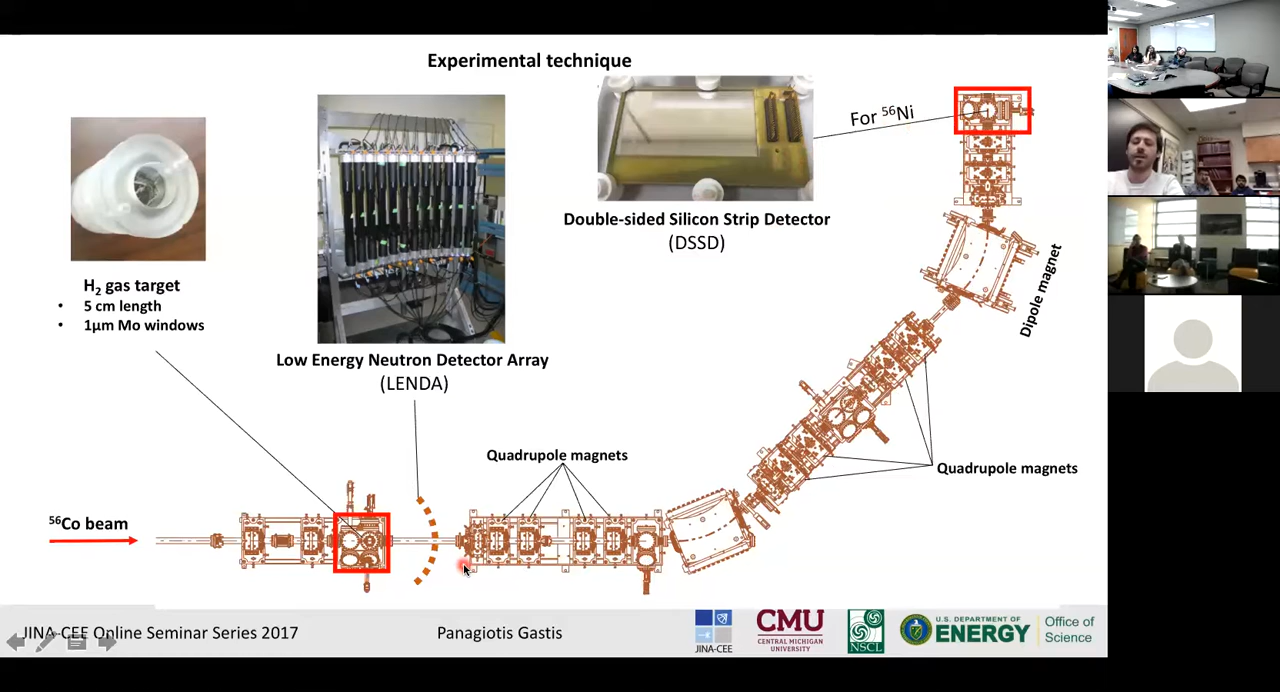 Experimental technique
For ⁵⁶Ni
Double-sided Silicon Strip Detector
(DSSD)
H₂ gas target
• 5 cm length
• 1μm Mo windows
Low Energy Neutron Detector Array
(LENDA)
Dipole magnet
Quadrupole magnets
Quadrupole magnets
⁵⁶Co beam
JINA-CEE Online Seminar Series 2017
Panagiotis Gastis
JINA-CEE
CMU
CENTRAL MICHIGAN
UNIVERSITY
NSCL
U.S. DEPARTMENT OF
ENERGY
Office of
Science